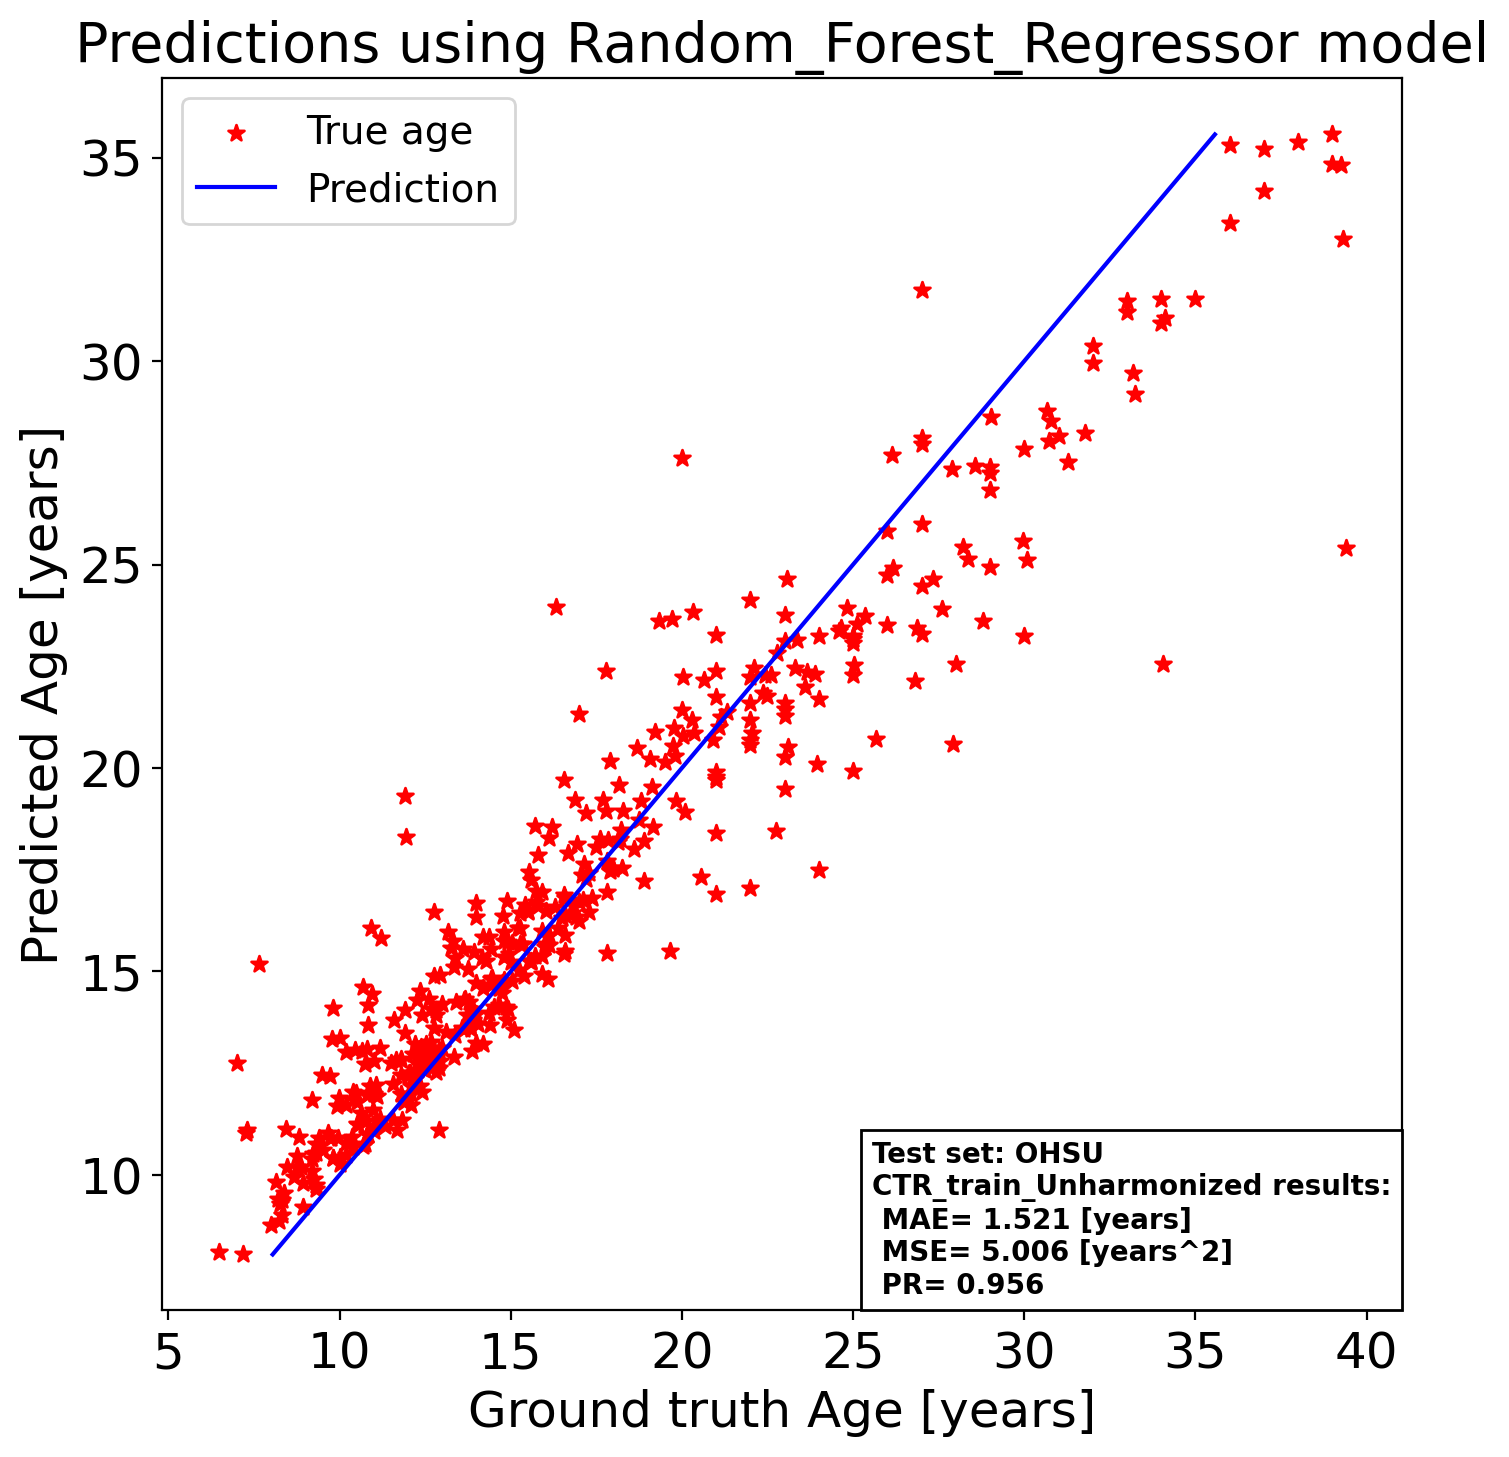 Predictions using Random_Forest_Regressor model
True age
Prediction
35
30
25
20
15
10
Predicted Age [years]
Test set: OHSU
CTR_train_Unharmonized results:
MAE= 1.521 [years]
MSE= 5.006 [years^2]
PR= 0.956
5 10 15 20 25 30 35 40
Ground truth Age [years]